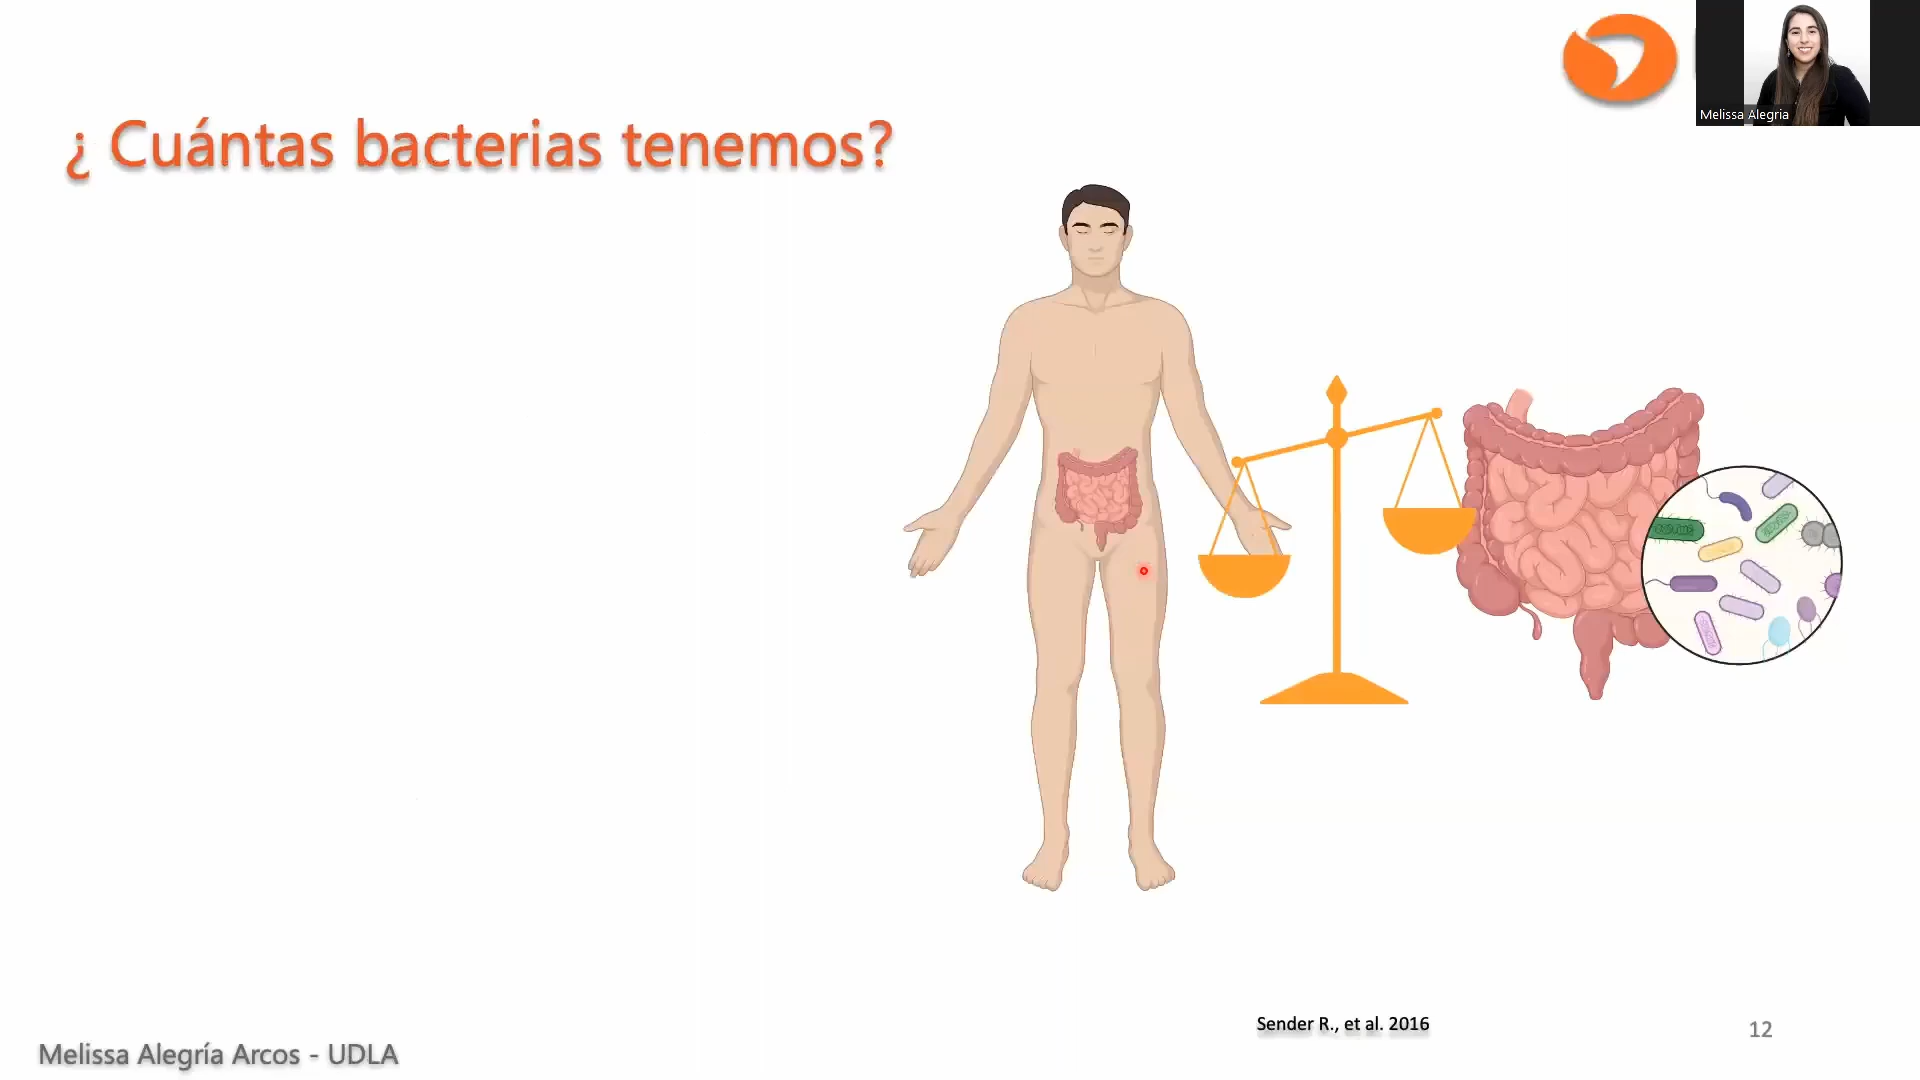 Melissa Alegria
¿ Cuántas bacterias tenemos?
Sender R., et al. 2016
12
Melissa Alegría Arcos - UDLA